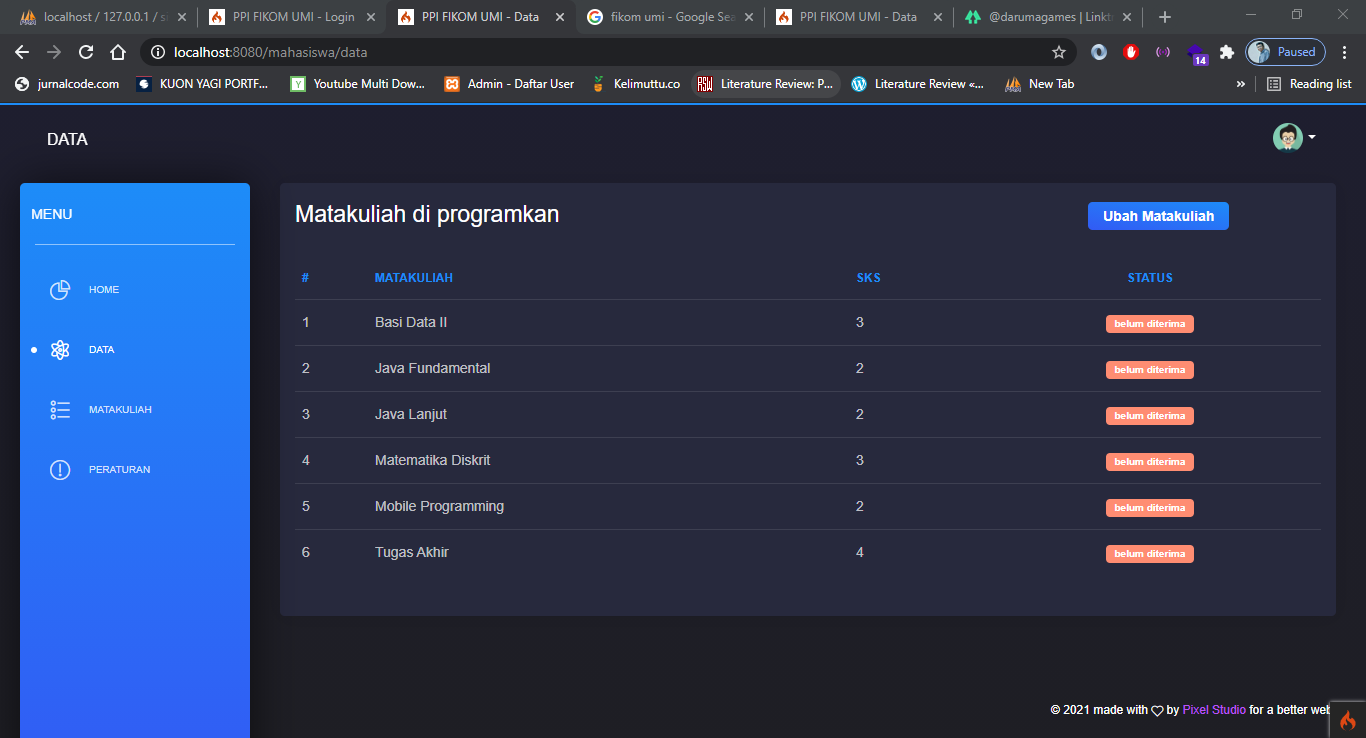 localhost / 127.0.0.1 / si
PPI FIKOM UMI - Login
PPI FIKOM UMI - Data
fikom umi - Google Sea
PPI FIKOM UMI - Data
@darumagames | Linktr
localhost:8080/mahasiswa/data
14
Paused
jurnalcode.com
KUON YAGI PORTF...
Youtube Multi Dow...
Admin - Daftar User
Kelimuttu.co
Literature Review: P...
Literature Review «...
New Tab
»
Reading list
DATA
MENU
HOME
DATA
MATAKULIAH
PERATURAN
Matakuliah di programkan
Ubah Matakuliah
# MATAKULIAH SKS STATUS
1 Basi Data II 3 belum diterima
2 Java Fundamental 2 belum diterima
3 Java Lanjut 2 belum diterima
4 Matematika Diskrit 3 belum diterima
5 Mobile Programming 2 belum diterima
6 Tugas Akhir 4 belum diterima
© 2021 made with by Pixel Studio for a better web